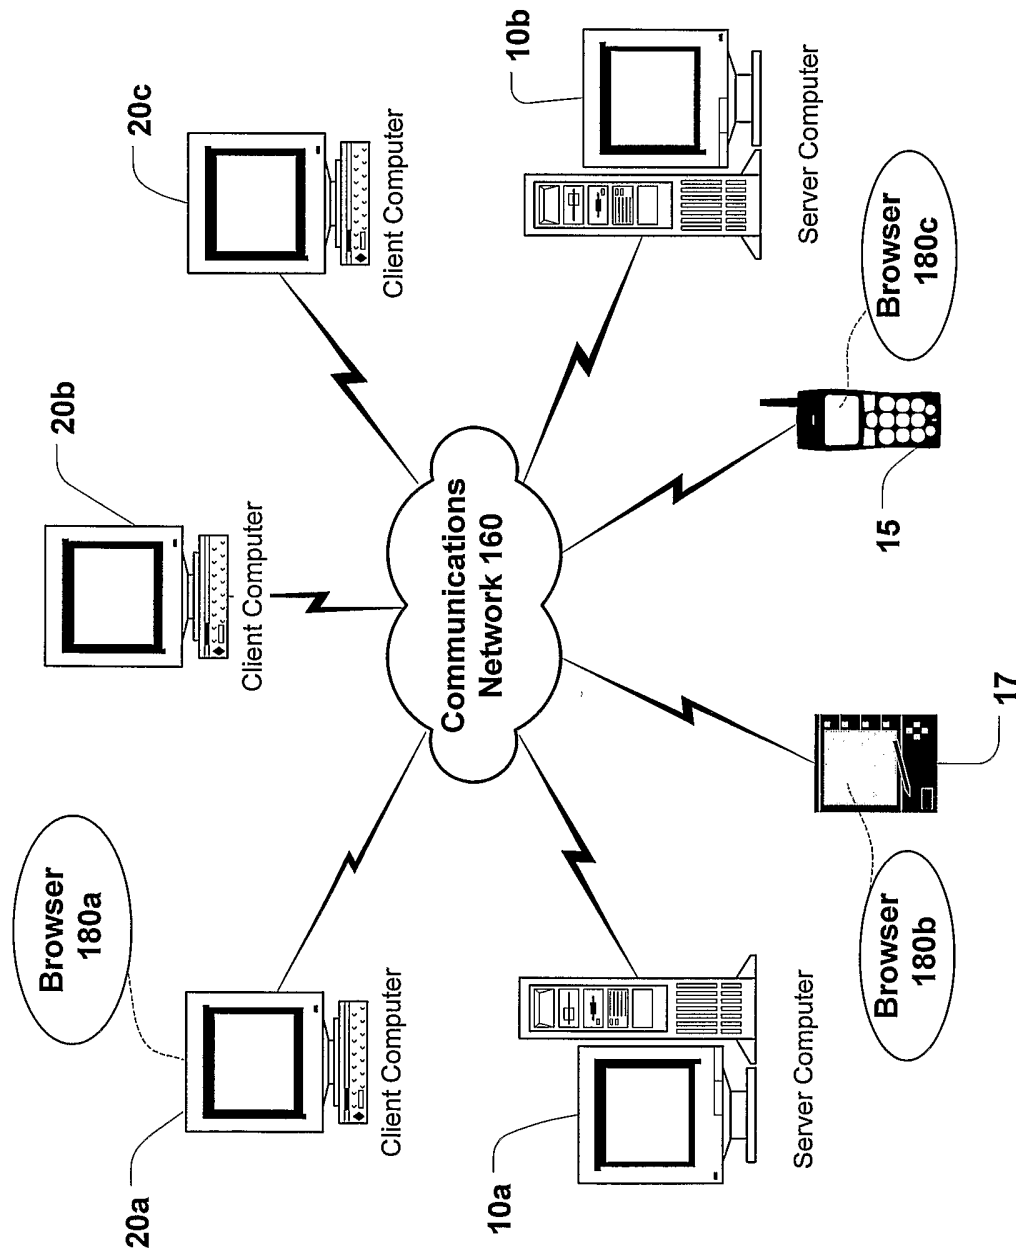 20a
Browser
180a
Client Computer
20b
Client Computer
20c
Client Computer
Communications
Network 160
10a
Server Computer
Browser
180b
17
15
Browser
180c
10b
Server Computer